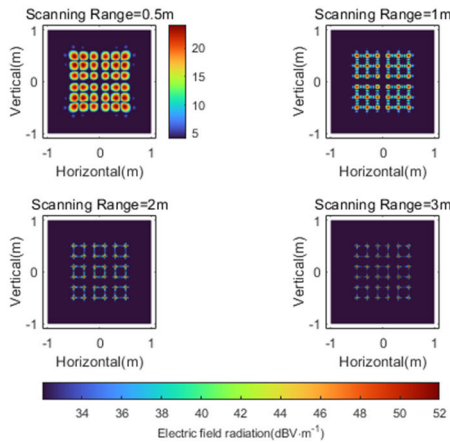 Scanning Range=0.5m
Scanning Range=1m
1
0
-1
Vertical(m)
-1
0
1
Horizontal(m)
20
15
10
5
1
0
-1
Vertical(m)
-1
0
1
Horizontal(m)
Scanning Range=2m
Scanning Range=3m
1
0
-1
Vertical(m)
-1
0
1
Horizontal(m)
1
0
-1
Vertical(m)
-1
0
1
Horizontal(m)
34
37
40
42
44
46
48
50
52
Electric field radiation(dBV·m⁻¹)